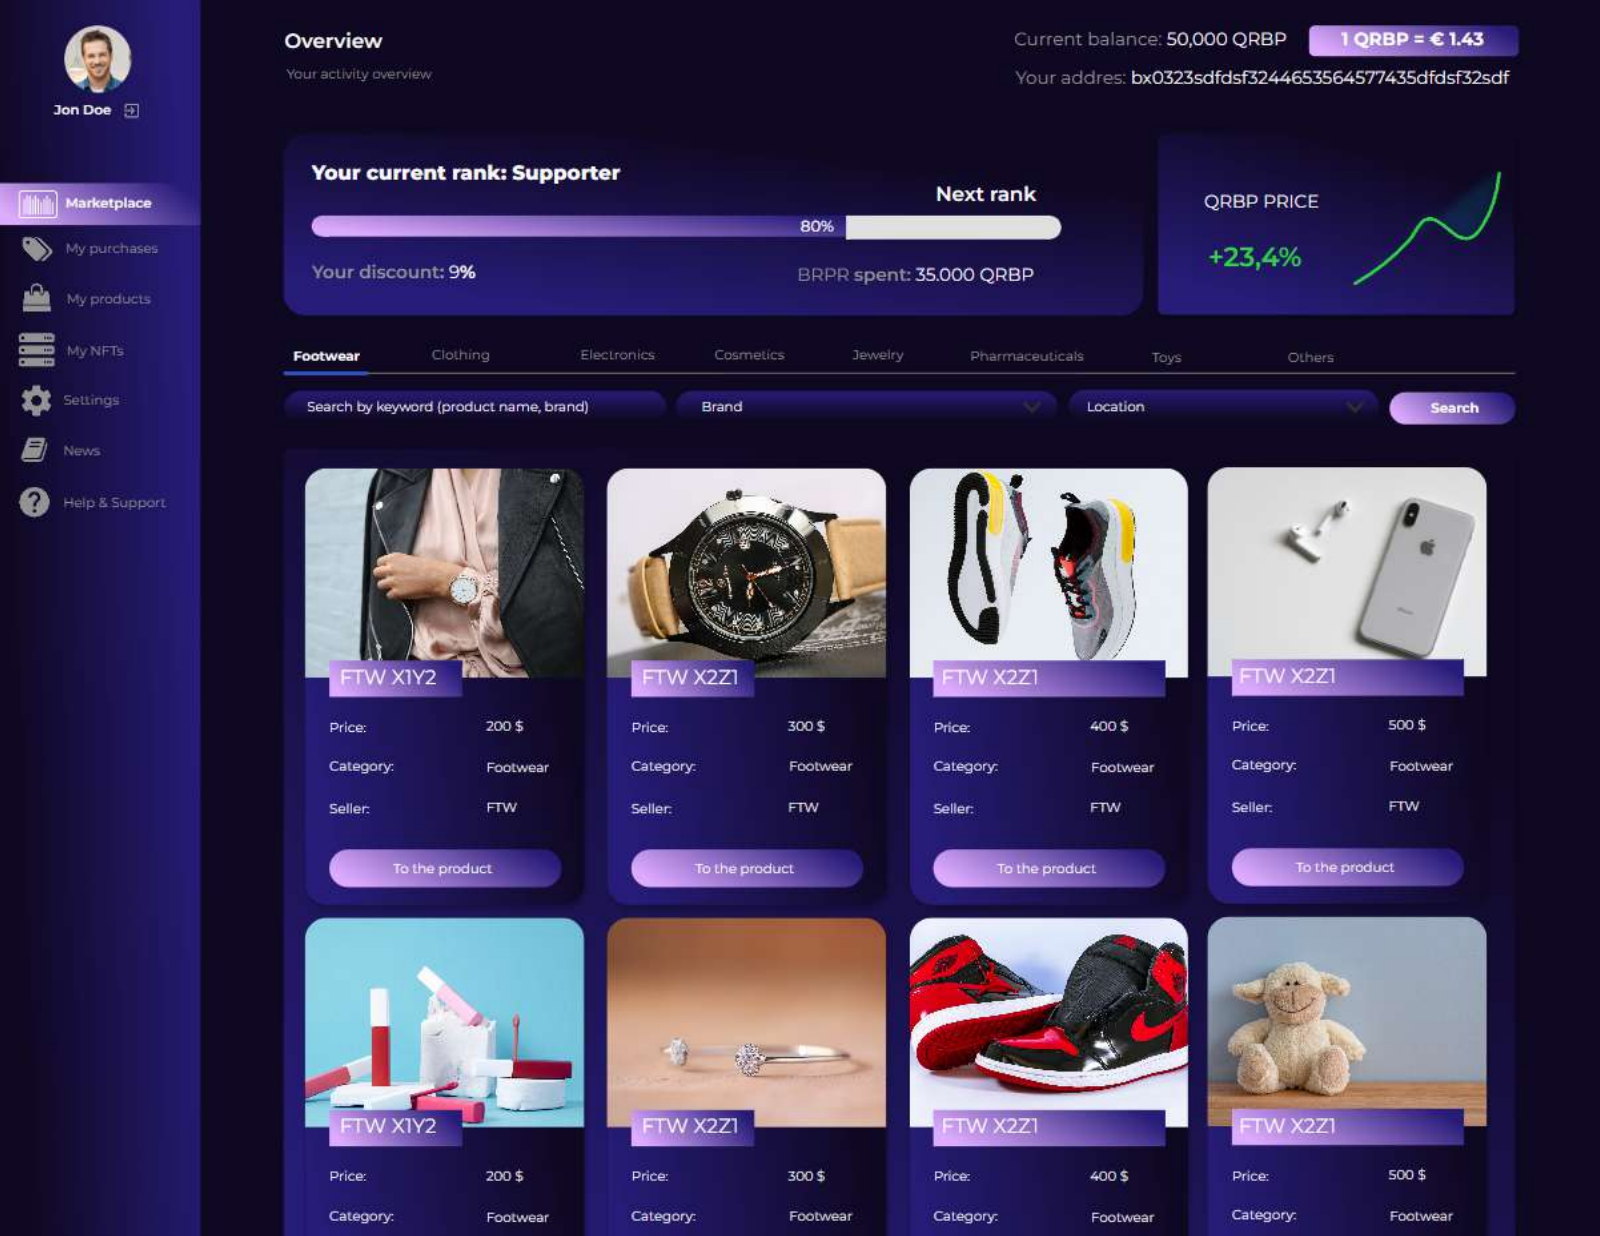 Jon Doe
Marketplace
My purchases
My products
My NFTs
Settings
News
Help & Support
Overview
Your activity overview
Current balance: 50,000 QRBP
1 QRBP = € 1.43
Your addres: bx0323sdfdsf3244653564577435dfdsf32sdf
Your current rank: Supporter
Next rank
80%
Your discount: 9%
BRPR spent: 35.000 QRBP
QRBP PRICE
+23,4%
Footwear Clothing Electronics Cosmetics Jewelry Pharmaceuticals Toys Others
Search by keyword (product name, brand) Brand Location Search
FTW X1Y2
Price: 200 $
Category: Footwear
Seller: FTW
To the product
FTW X2Z1
Price: 300 $
Category: Footwear
Seller: FTW
To the product
FTW X2Z1
Price: 400 $
Category: Footwear
Seller: FTW
To the product
FTW X2Z1
Price: 500 $
Category: Footwear
Seller: FTW
To the product
FTW X1Y2
Price: 200 $
Category: Footwear
FTW X2Z1
Price: 300 $
Category: Footwear
FTW X2Z1
Price: 400 $
Category: Footwear
FTW X2Z1
Price: 500 $
Category: Footwear